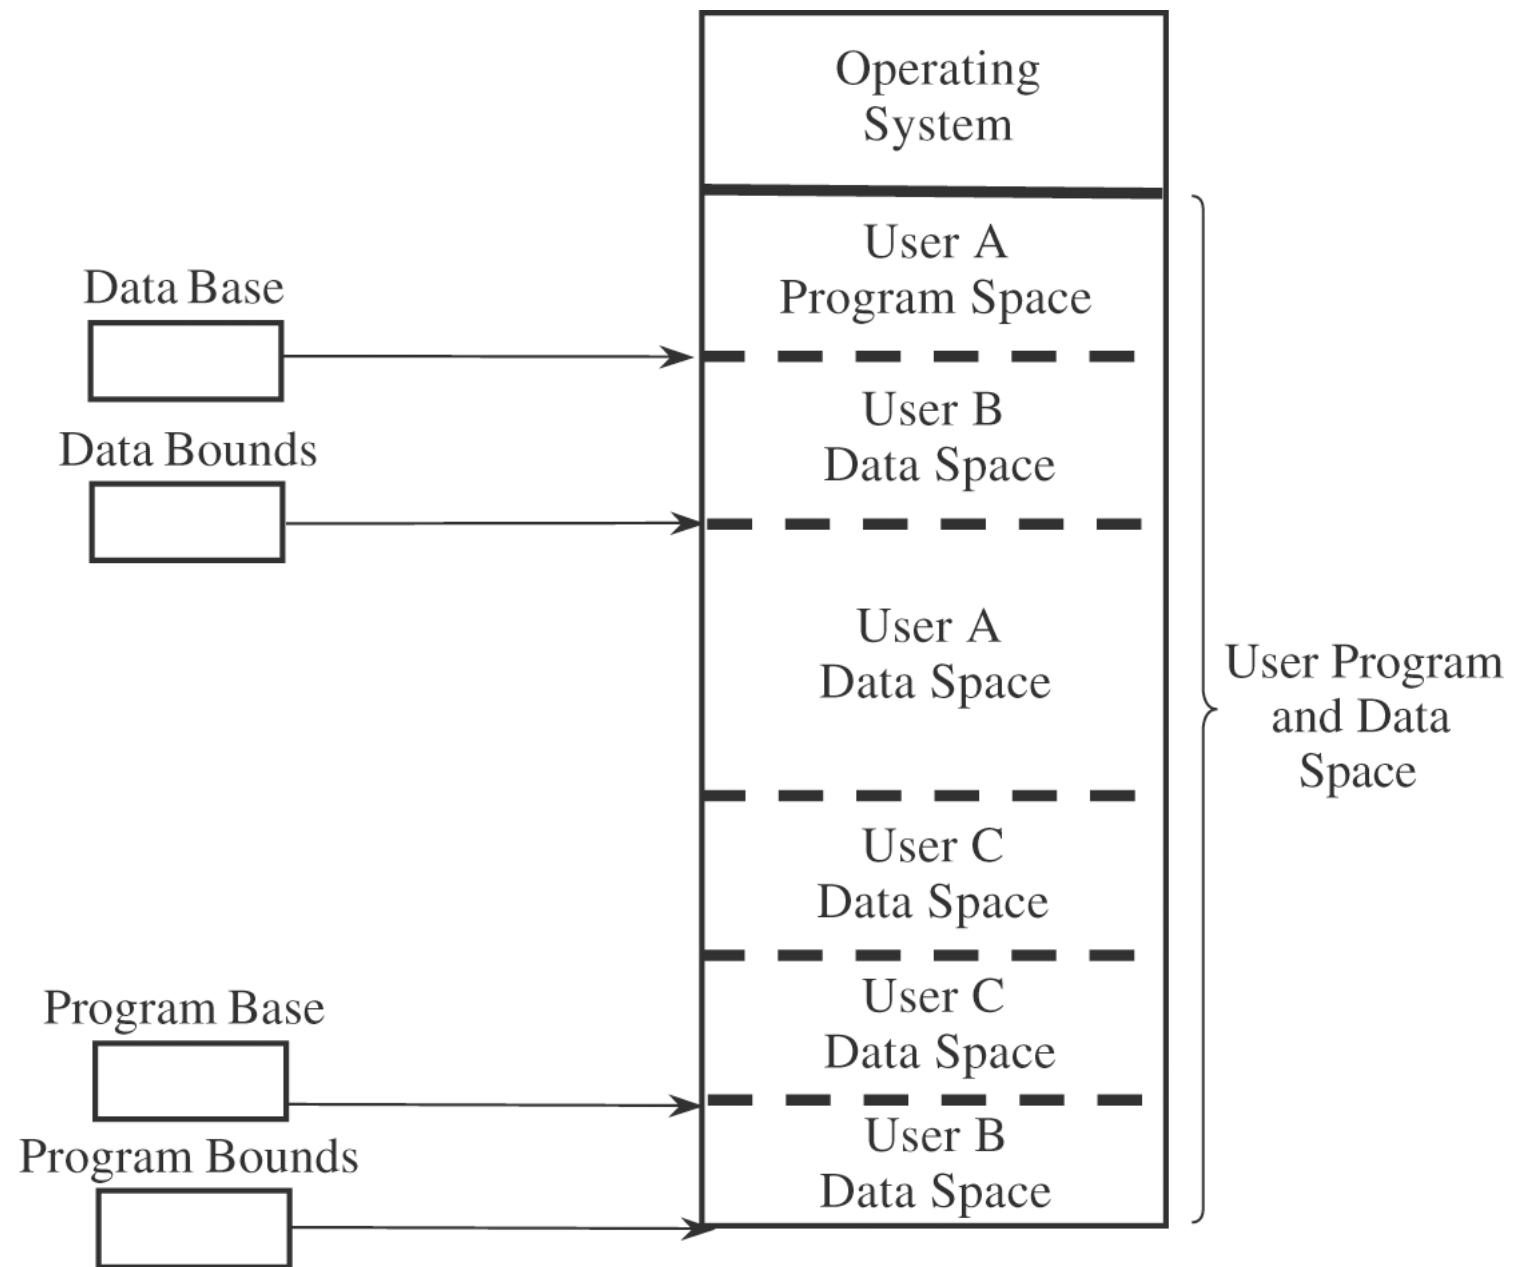 Operating
System
User A
Program Space
Data Base
User B
Data Space
Data Bounds
User A
Data Space
User Program
and Data
Space
User C
Data Space
Program Base
User C
Data Space
Program Bounds
User B
Data Space